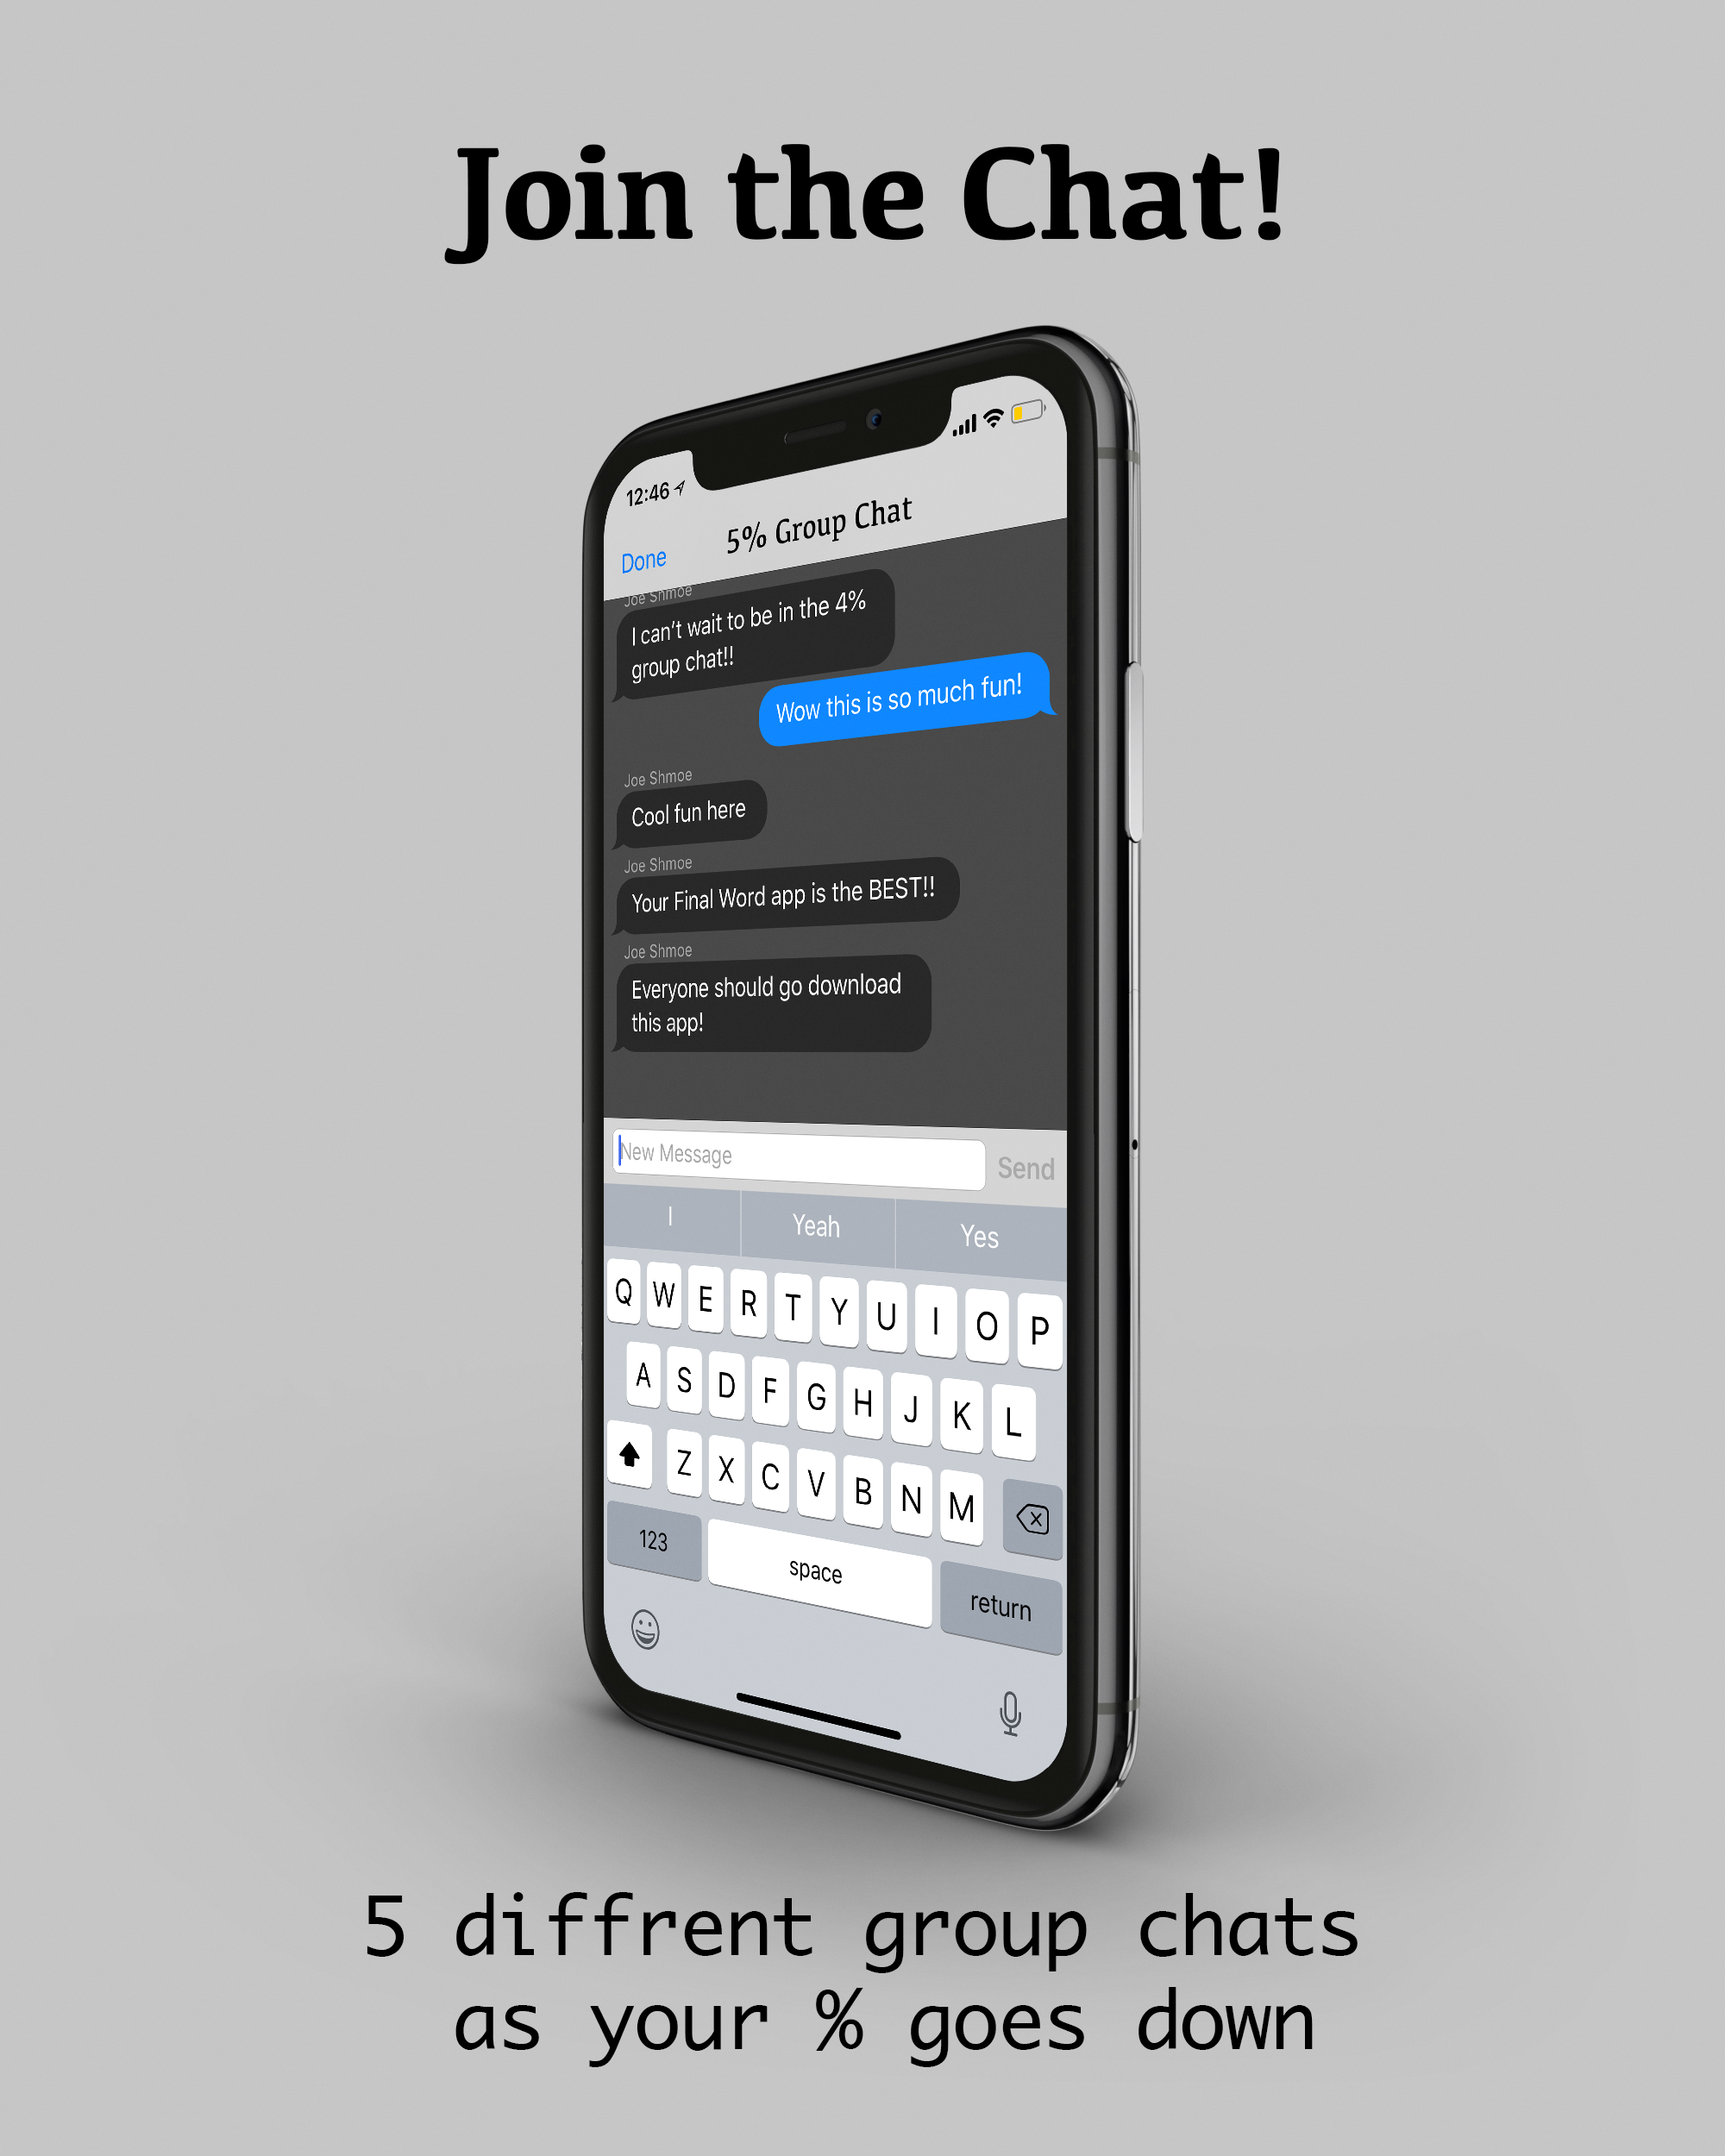 Join the Chat!
12:46
Done
5% Group Chat
Joe Shmoe
I can't wait to be in the 4%
group chat!!
Wow this is so much fun!
Joe Shmoe
Cool fun here
Joe Shmoe
Your Final Word app is the BEST!!
Joe Shmoe
Everyone should go download
this app!
New Message
Send
I Yeah Yes
Q W E R T Y U I O P
A S D F G H J K L
Z X C V B N M
123 space return
5 diffrent group chats
as your % goes down